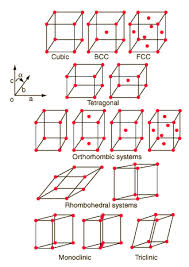 Cubic BCC FCC
c α
b
o a
Tetragonal
Orthorhombic systems
Rhombohedral systems
Monoclinic Triclinic